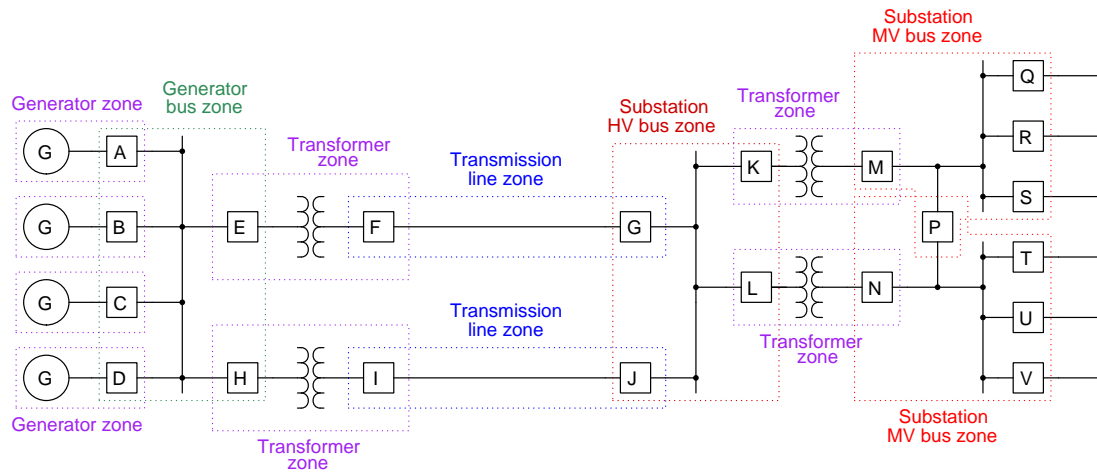 Substation
MV bus zone
Generator
bus zone
Generator zone
Transformer
zone
Substation
HV bus zone
Transformer
zone
Transmission
line zone
Q
G
A
R
K
M
S
G
B
E
F
G
P
T
G
C
L
N
U
Transmission
line zone
Transformer
zone
G
D
H
I
J
V
Generator zone
Transformer
zone
Substation
MV bus zone